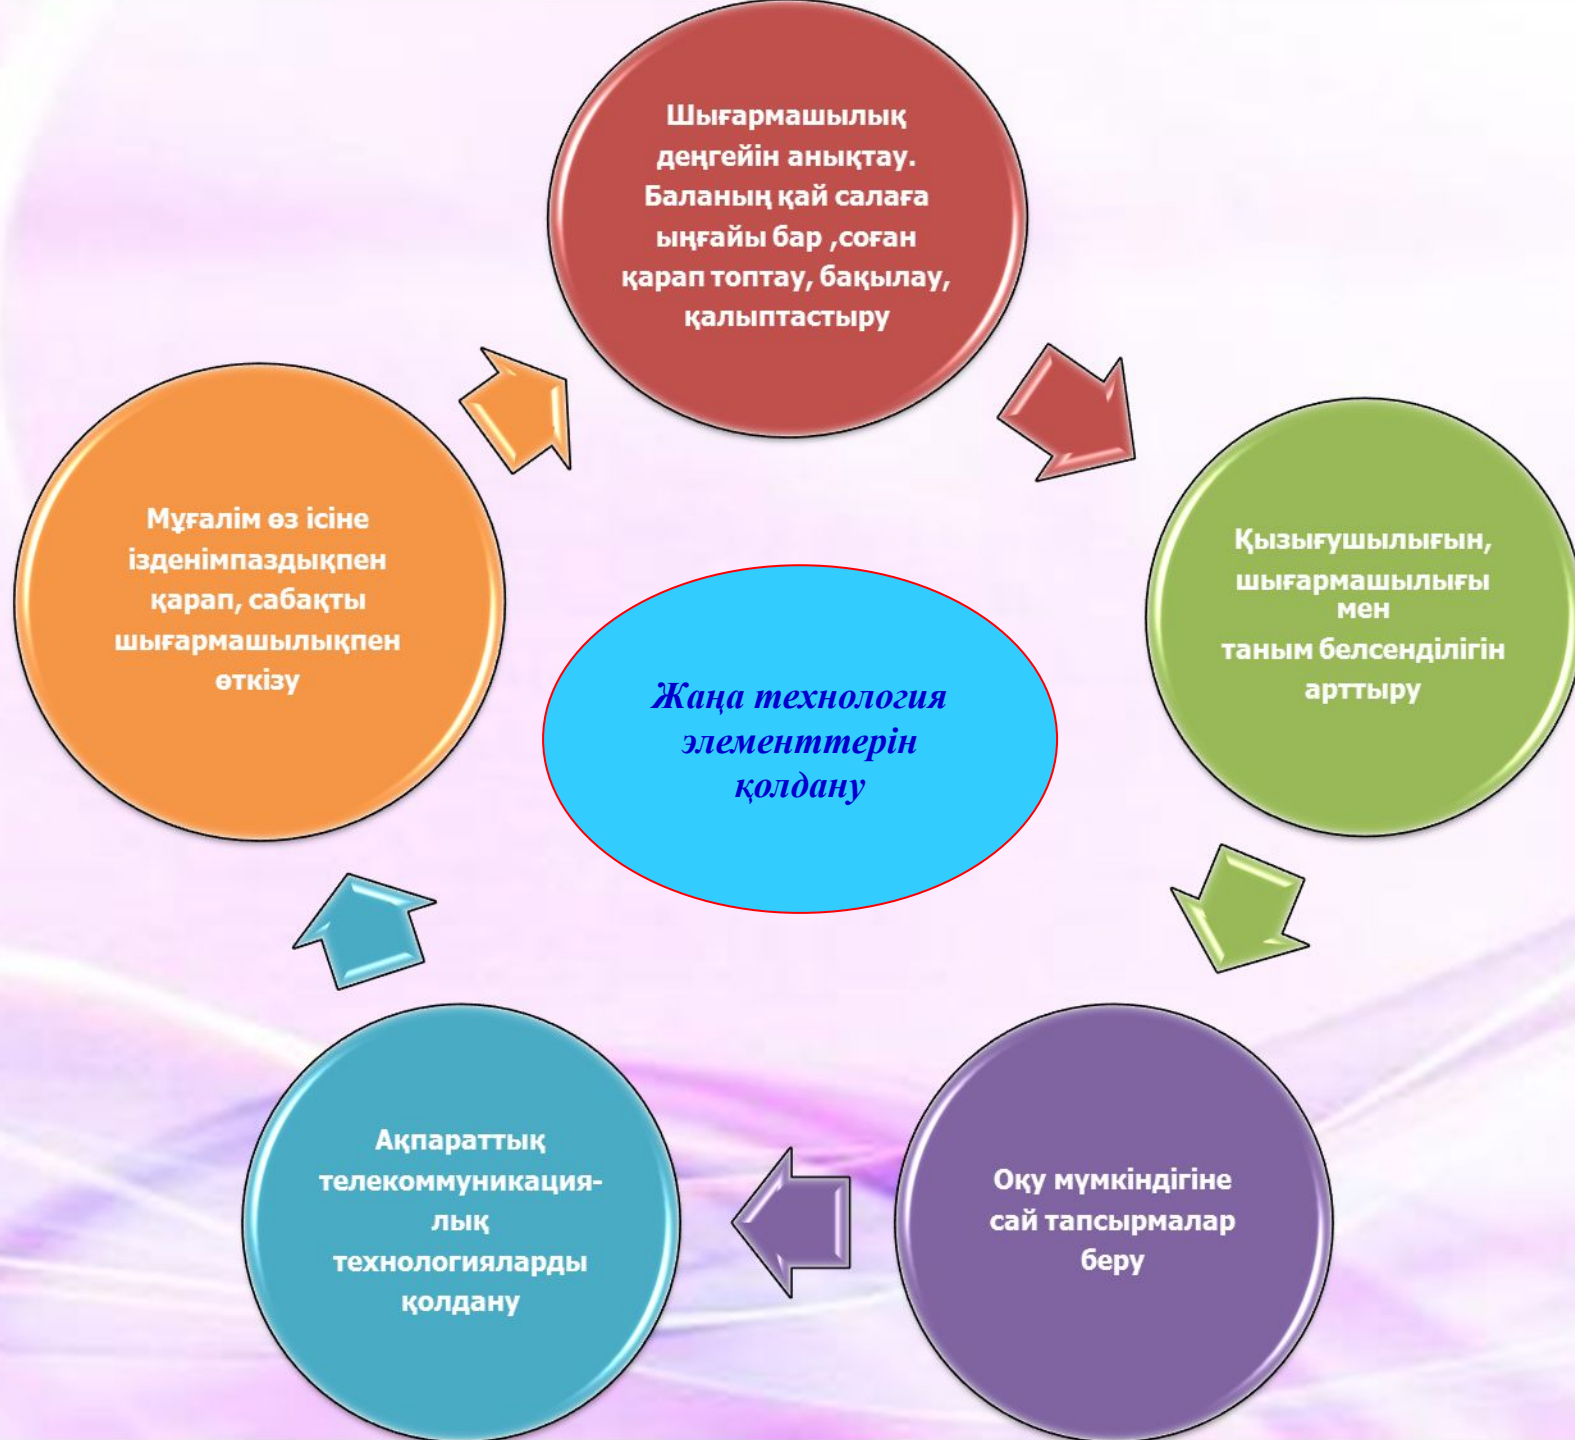 Шығармашылық
деңгейін анықтау.
Баланың қай салаға
ыңғайы бар ,соған
қарап топтау, бақылау,
қалыптастыру
Қызығушылығын,
шығармашылығы
мен
таным белсенділігін
арттыру
Оқу мүмкіндігіне
сай тапсырмалар
беру
Ақпараттық
телекоммуникация-
лық
технологияларды
қолдану
Мұғалім өз ісіне
ізденімпаздықпен
қарап, сабақты
шығармашылықпен
өткізу
Жаңа технология
элементтерін
қолдану